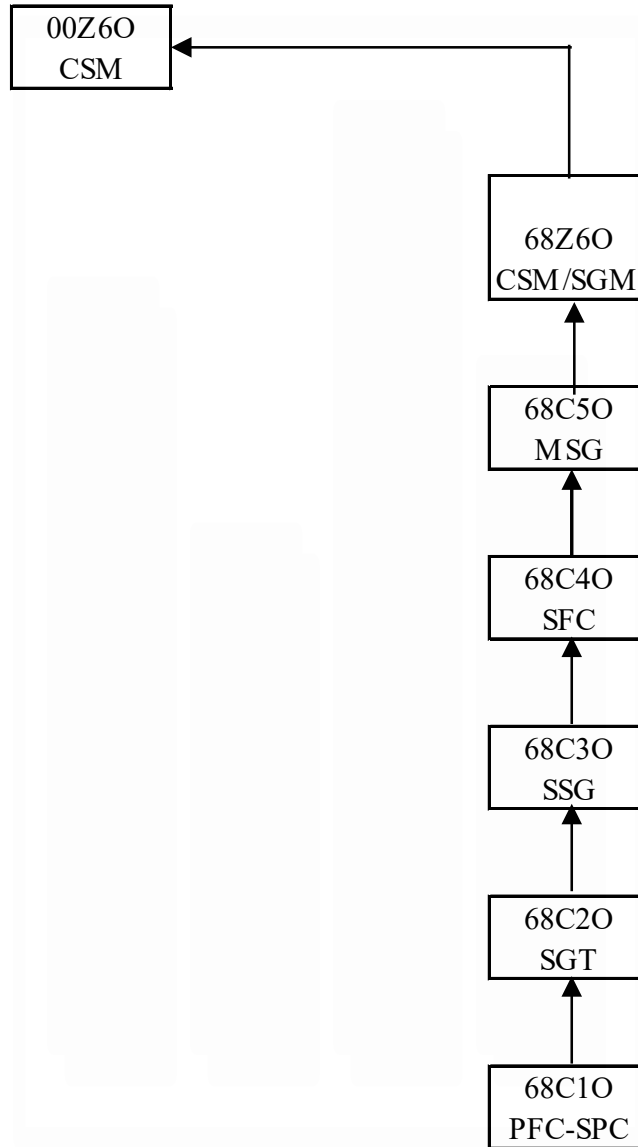 00Z6O
CSM
68Z6O
CSM/SGM
68C5O
MSG
68C4O
SFC
68C3O
SSG
68C2O
SGT
68C1O
PFC-SPC